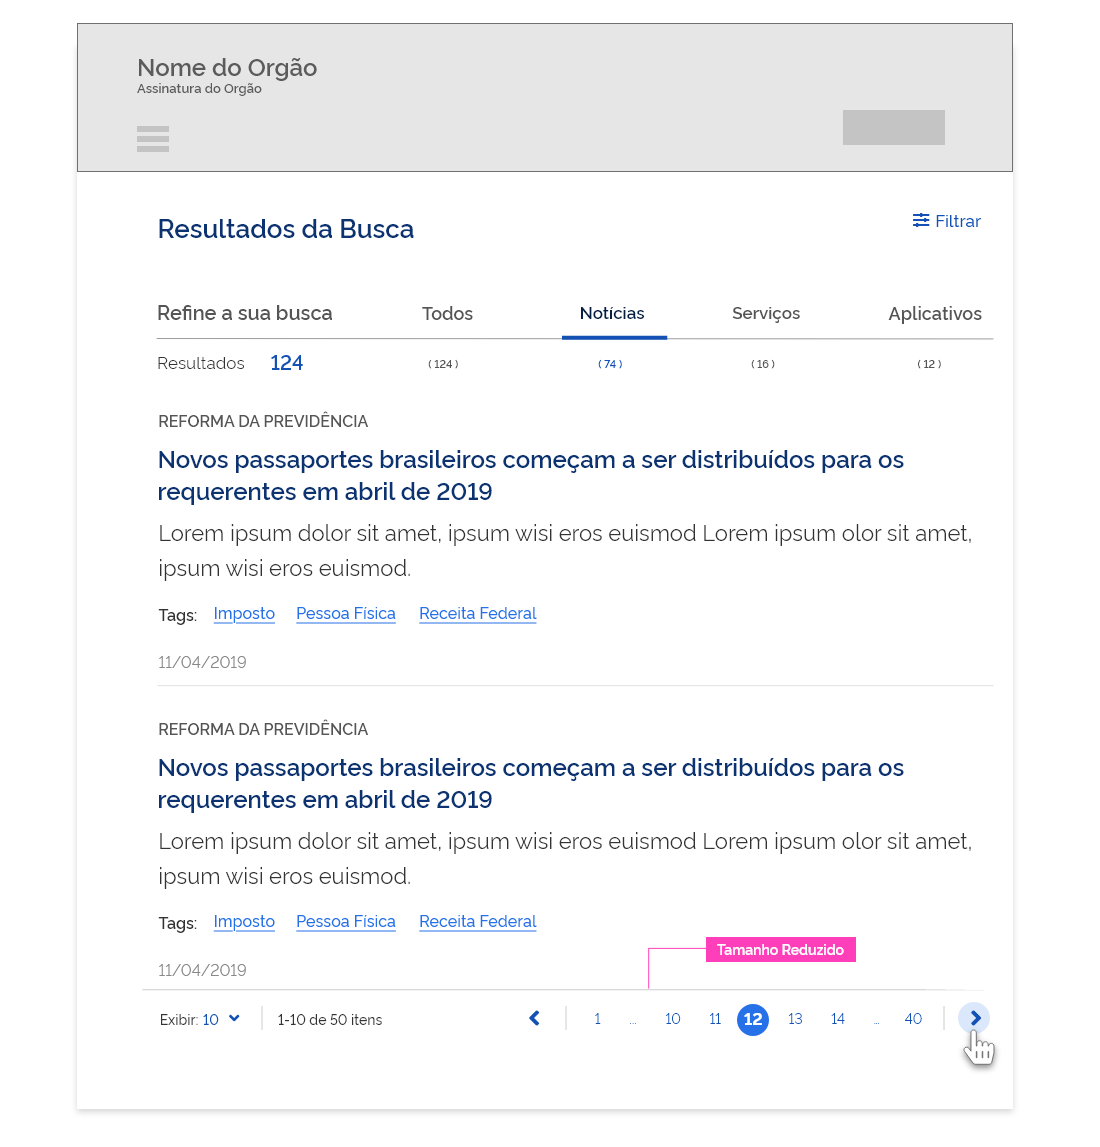 Nome do Orgão
Assinatura do Orgão
Resultados da Busca
Filtrar
Refine a sua busca Todos Notícias Serviços Aplicativos
Resultados 124 ( 124 ) ( 74 ) ( 16 ) ( 12 )
REFORMA DA PREVIDÊNCIA
Novos passaportes brasileiros começam a ser distribuídos para os
requerentes em abril de 2019
Lorem ipsum dolor sit amet, ipsum wisi eros euismod Lorem ipsum olor sit amet,
ipsum wisi eros euismod.
Tags: Imposto Pessoa Física Receita Federal
11/04/2019
REFORMA DA PREVIDÊNCIA
Novos passaportes brasileiros começam a ser distribuídos para os
requerentes em abril de 2019
Lorem ipsum dolor sit amet, ipsum wisi eros euismod Lorem ipsum olor sit amet,
ipsum wisi eros euismod.
Tags: Imposto Pessoa Física Receita Federal
Tamanho Reduzido
11/04/2019
Exibir: 10 1-10 de 50 itens 1 ... 10 11 12 13 14 ... 40